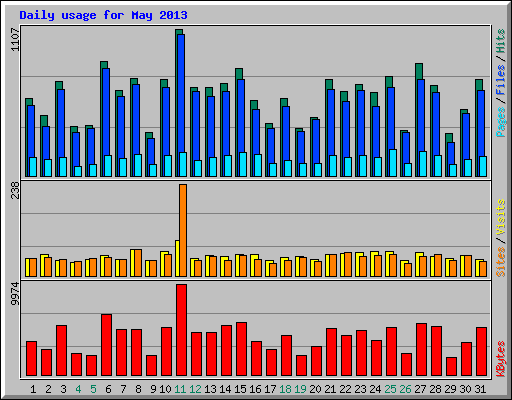 Daily usage for May 2013
1107
Pages / Files / Hits
238
Sites / Visits
9974
KBytes
1 2 3 4 5 6 7 8 9 10 11 12 13 14 15 16 17 18 19 20 21 22 23 24 25 26 27 28 29 30 31